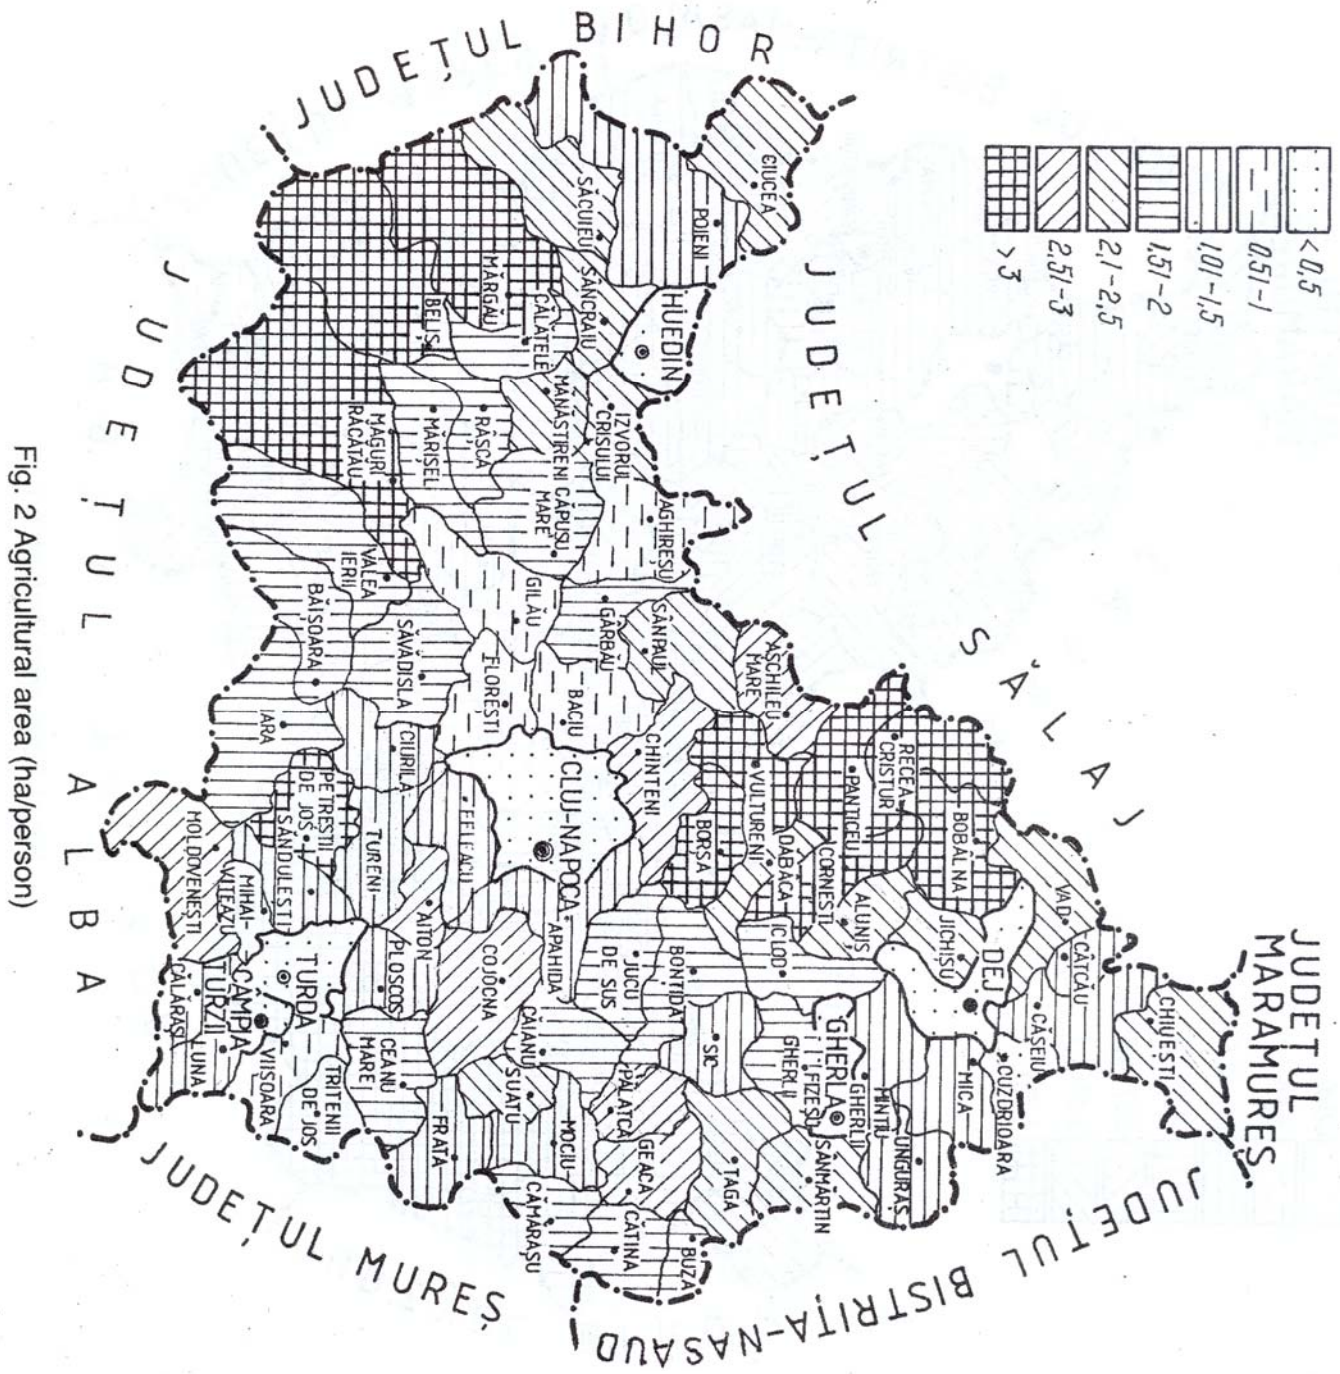 JUDEȚUL BIHOR
JUDEȚUL SĂLAJ
JUDEȚUL
MARAMUREȘ
JUDEȚUL BISTRIȚA-NASAUD
JUDEȚUL MUREȘ
JUDEȚUL ALBA
< 0,5
0.51-1
1,01-1,5
1,51-2
2,1-2,5
2,51-3
> 3
CIUCEA
POIENI
SĂCUIEU
SÂNCRAIU
HUEDIN
MĂRGĂU
CĂLĂȚELE
BELIȘ
IZVORUL
CRISULUI
MĂNĂSTIRENI
RÂȘCA
MĂRIȘEL
MĂGURI
RĂCĂTĂU
CĂPUȘU
MARE
AGHIREȘU
GILĂU
GÂRBĂU
SÂNPAUL
AȘCHILEU
MARE
VALEA
IERII
BĂIȘOARA
SĂVĂDISLA
FLOREȘTI
BACIU
CHINTENI
IARA
CIURILA
PETREȘTII
DE JOS
TURENI
FELEACU
CLUJ-NAPOCA
BORȘA
VULTURENI
PANTICEU
RECEA
CRISTUR
BOBÂLNA
DĂBÂCA
CORNEȘTI
ALUNIȘ
JICHIȘU
VAD
DEJ
CÂȚCĂU
CĂȘEIU
CHIUEȘTI
CUZDRIOARA
MICA
MINTIU
GHERLII
UNGURAȘ
GHERLA
FIZEȘU
GHERLII
SÂNMĂRTIN
ICLOD
BONȚIDA
SIC
ȚAGA
JUCU
DE SUS
APAHIDA
PĂLATCA
GEACA
BUZA
CĂTINA
CĂMĂRAȘU
MOCIU
CĂIANU
SUATU
COJOCNA
AITON
PLOSCOȘ
CEANU
MARE
FRATA
TRITENII
DE JOS
VIIȘOARA
TURDA
CÂMPIA
TURZII
LUNA
CĂLĂRAȘI
MIHAI-
VITEAZU
SĂNDULEȘTI
MOLDOVENEȘTI
Fig. 2 Agricultural area (ha/person)